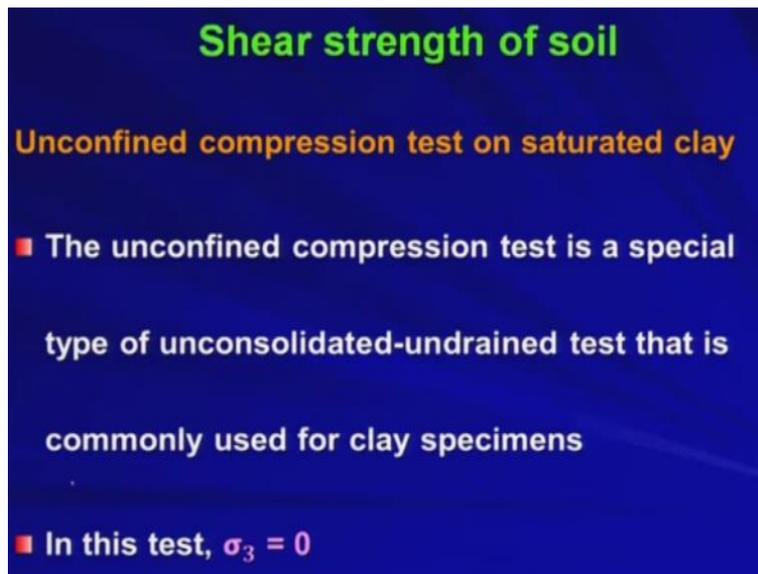 Shear strength of soil
Unconfined compression test on saturated clay
The unconfined compression test is a special
type of unconsolidated-undrained test that is
commonly used for clay specimens
In this test, σ₃ = 0